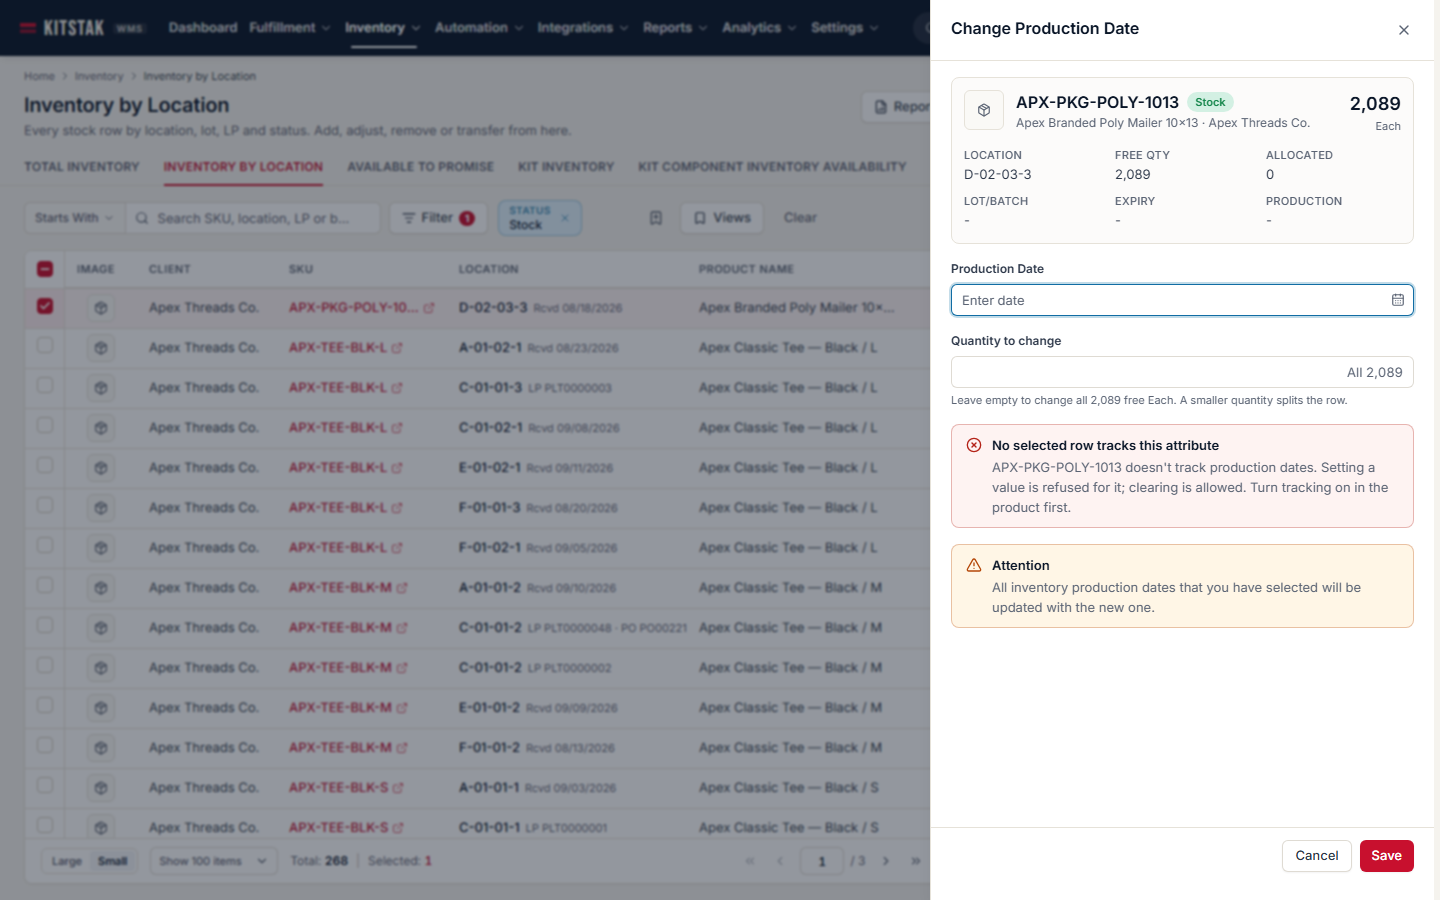 KITSTAK WMS Dashboard Fulfillment Inventory Automation Integrations Reports Analytics Settings
Home > Inventory > Inventory by Location
Inventory by Location
Every stock row by location, lot, LP and status. Add, adjust, remove or transfer from here.
TOTAL INVENTORY INVENTORY BY LOCATION AVAILABLE TO PROMISE KIT INVENTORY KIT COMPONENT INVENTORY AVAILABILITY
Starts With Search SKU, location, LP or b... Filter 1 STATUS Stock × Views Clear
IMAGE CLIENT SKU LOCATION PRODUCT NAME
Apex Threads Co. APX-PKG-POLY-10... D-02-03-3 Rcvd 08/18/2026 Apex Branded Poly Mailer 10×...
Apex Threads Co. APX-TEE-BLK-L A-01-02-1 Rcvd 08/23/2026 Apex Classic Tee — Black / L
Apex Threads Co. APX-TEE-BLK-L C-01-01-3 LP PLT0000003 Apex Classic Tee — Black / L
Apex Threads Co. APX-TEE-BLK-L C-01-02-1 Rcvd 09/08/2026 Apex Classic Tee — Black / L
Apex Threads Co. APX-TEE-BLK-L E-01-02-1 Rcvd 09/11/2026 Apex Classic Tee — Black / L
Apex Threads Co. APX-TEE-BLK-L F-01-01-3 Rcvd 08/20/2026 Apex Classic Tee — Black / L
Apex Threads Co. APX-TEE-BLK-L F-01-02-1 Rcvd 09/05/2026 Apex Classic Tee — Black / L
Apex Threads Co. APX-TEE-BLK-M A-01-01-2 Rcvd 09/10/2026 Apex Classic Tee — Black / M
Apex Threads Co. APX-TEE-BLK-M C-01-01-2 LP PLT0000048 · PO PO00221 Apex Classic Tee — Black / M
Apex Threads Co. APX-TEE-BLK-M C-01-01-2 LP PLT0000002 Apex Classic Tee — Black / M
Apex Threads Co. APX-TEE-BLK-M E-01-01-2 Rcvd 09/09/2026 Apex Classic Tee — Black / M
Apex Threads Co. APX-TEE-BLK-M F-01-01-2 Rcvd 08/13/2026 Apex Classic Tee — Black / M
Apex Threads Co. APX-TEE-BLK-S A-01-01-1 Rcvd 09/03/2026 Apex Classic Tee — Black / S
Apex Threads Co. APX-TEE-BLK-S C-01-01-1 LP PLT0000001 Apex Classic Tee — Black / S
Large Small Show 100 items Total: 268 | Selected: 1 « ‹ 1 / 3 › »
Change Production Date
APX-PKG-POLY-1013 Stock 2,089
Apex Branded Poly Mailer 10×13 · Apex Threads Co. Each
LOCATION FREE QTY ALLOCATED
D-02-03-3 2,089 0
LOT/BATCH EXPIRY PRODUCTION
- - -
Production Date
Enter date
Quantity to change
All 2,089
Leave empty to change all 2,089 free Each. A smaller quantity splits the row.
No selected row tracks this attribute
APX-PKG-POLY-1013 doesn't track production dates. Setting a
value is refused for it; clearing is allowed. Turn tracking on in the
product first.
Attention
All inventory production dates that you have selected will be
updated with the new one.
Cancel Save